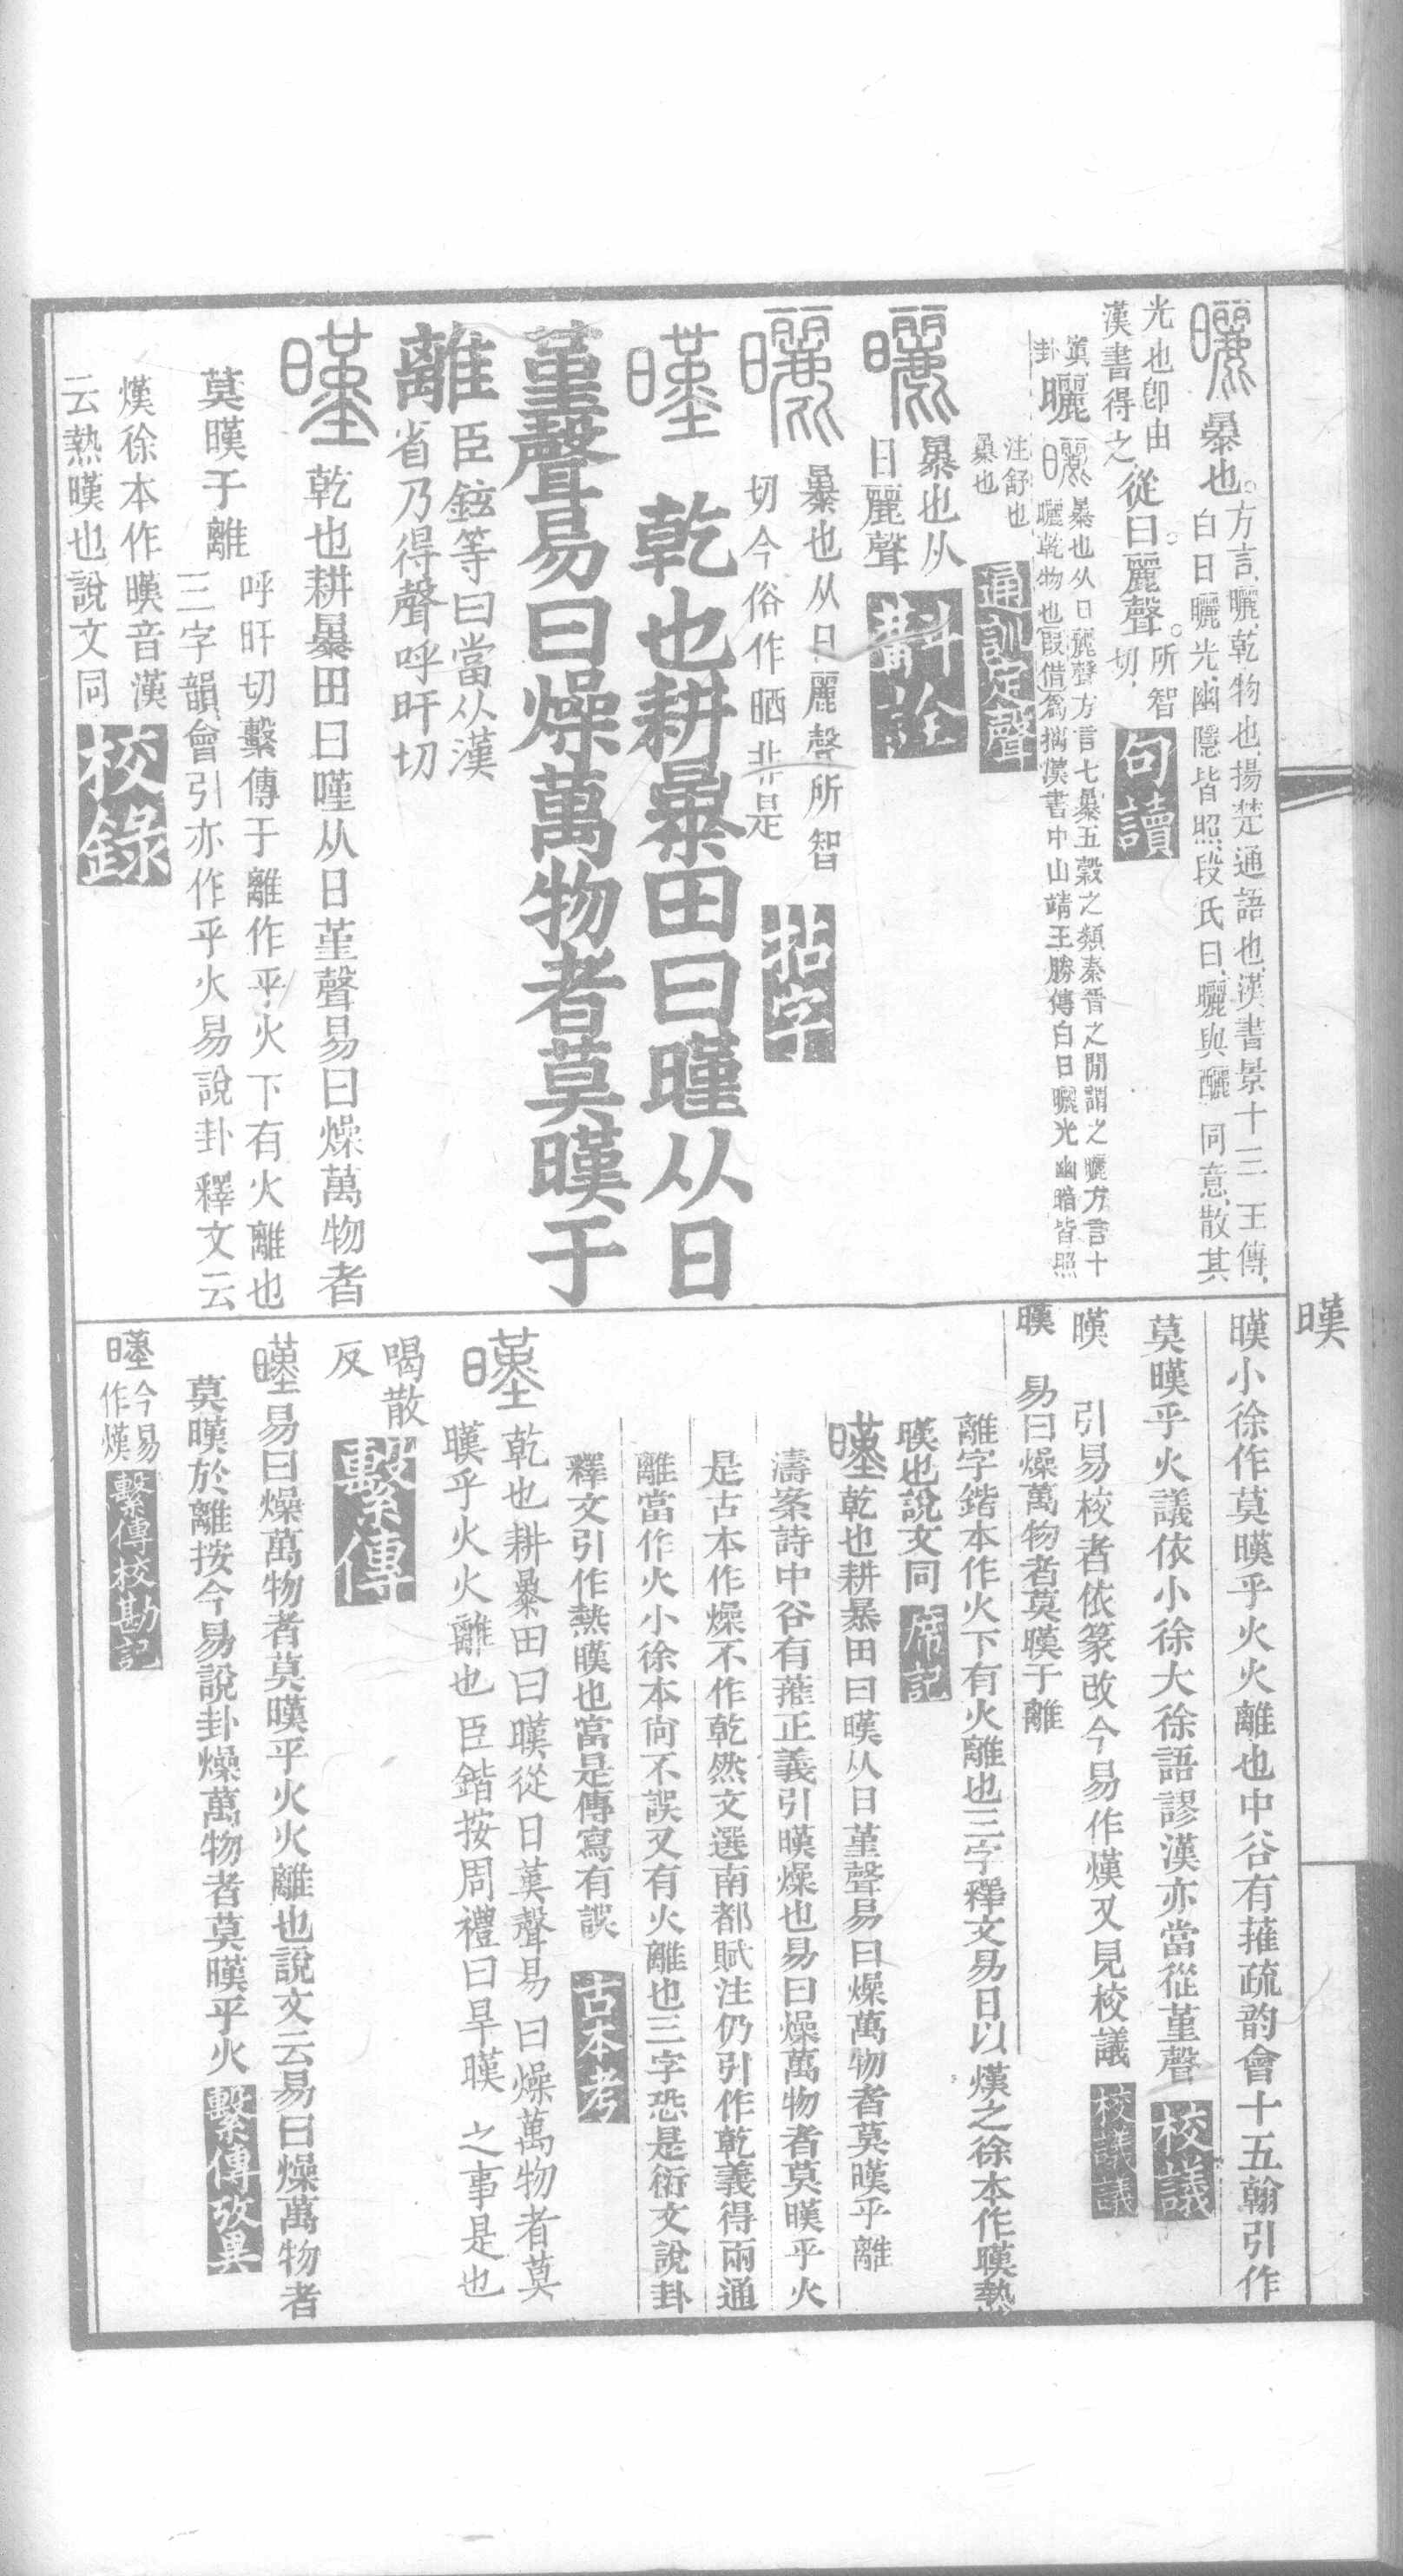 曬暴也
方言曬乾物也揚楚通語也漢書景十三王傳
白日曬光幽隱皆照段氏曰曬與釃同意散其
光也卽由
漢書得之
從日麗聲
所智
切
句讀
曬暴也从日麗聲方言七暴五穀之類秦晉之閒謂之曬方言十
曬乾物也叚借爲摛漢書中山靖王勝傳白日曬光幽暗皆照
注舒也
暴也
通訓定聲
曬暴也从
日麗聲
斠詮
曬暴也从日麗聲所智
切今俗作晒非是
拈字
暵乾也耕暴田曰暵从日
堇聲易曰燥萬物者莫暵于
離
臣鉉等曰當从漢
省乃得聲呼旰切
暵乾也耕暴田曰暵从日堇聲易曰燥萬物者
莫暵于離
呼旰切繫傳于離作乎火下有火離也
三字韻會引亦作乎火易說卦釋文云
熯徐本作暵音漢
云熱暵也說文同
校錄
暵
暵小徐作莫暵乎火火離也中谷有蓷疏韵會十五翰引作
莫暵乎火議依小徐大徐語謬漢亦當從堇聲
校議
暵 引易校者依篆改今易作熯又見校議
校議議
暵 易曰燥萬物者莫暵于離
離字鍇本作火下有火離也三字釋文易曰以熯之徐本作暵熱
暵也說文同
席記
暵乾也耕暴田曰暵从日堇聲易曰燥萬物者莫暵乎離
濤案詩中谷有蓷正義引暵燥也易曰燥萬物者莫暵乎火
是古本作燥不作乾然文選南都賦注仍引作乾義得兩通
離當作火小徐本尙不誤又有火離也三字恐是衍文說卦
釋文引作熱暵也當是傳寫有誤
古本考
暵乾也耕暴田曰暵從日堇聲易曰燥萬物者莫
暵乎火火離也臣鍇按周禮曰旱暵之事是也
喝散
反
繫傳
暵易曰燥萬物者莫暵乎火火離也說文云易曰燥萬物者
莫暵於離按今易說卦燥萬物者莫暵乎火
繫傳攷異
暵
今易
作熯
繫傳校勘記